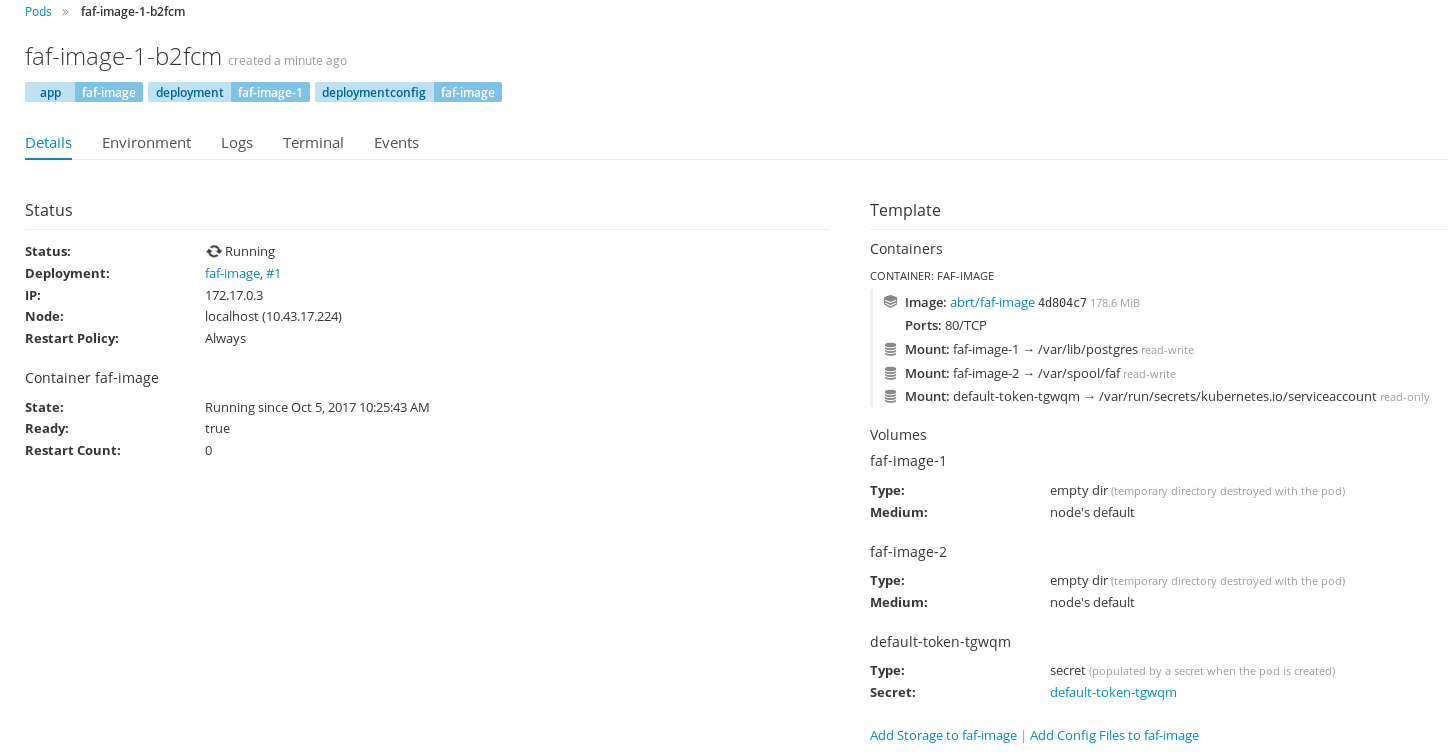 Pods » faf-image-1-b2fcm
faf-image-1-b2fcm created a minute ago
app faf-image deployment faf-image-1 deploymentconfig faf-image
Details Environment Logs Terminal Events
Status
Status: Running
Deployment: faf-image, #1
IP: 172.17.0.3
Node: localhost (10.43.17.224)
Restart Policy: Always
Container faf-image
State: Running since Oct 5, 2017 10:25:43 AM
Ready: true
Restart Count: 0
Template
Containers
CONTAINER: FAF-IMAGE
Image: abrt/faf-image 4d804c7 178.6 MiB
Ports: 80/TCP
Mount: faf-image-1 → /var/lib/postgres read-write
Mount: faf-image-2 → /var/spool/faf read-write
Mount: default-token-tgwqm → /var/run/secrets/kubernetes.io/serviceaccount read-only
Volumes
faf-image-1
Type: empty dir (temporary directory destroyed with the pod)
Medium: node's default
faf-image-2
Type: empty dir (temporary directory destroyed with the pod)
Medium: node's default
default-token-tgwqm
Type: secret (populated by a secret when the pod is created)
Secret: default-token-tgwqm
Add Storage to faf-image | Add Config Files to faf-image